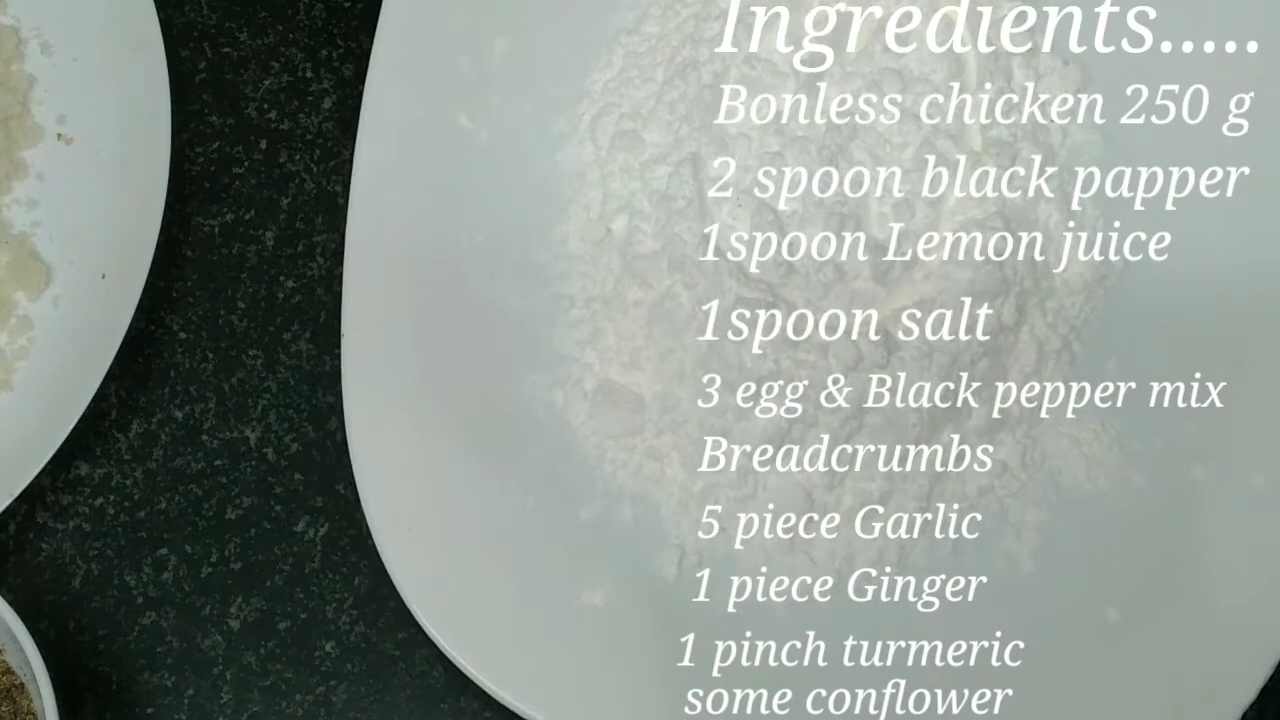 Ingredients.....
Bonless chicken 250 g
2 spoon black papper
1spoon Lemon juice
1spoon salt
3 egg & Black pepper mix
Breadcrumbs
5 piece Garlic
1 piece Ginger
1 pinch turmeric
some conflower